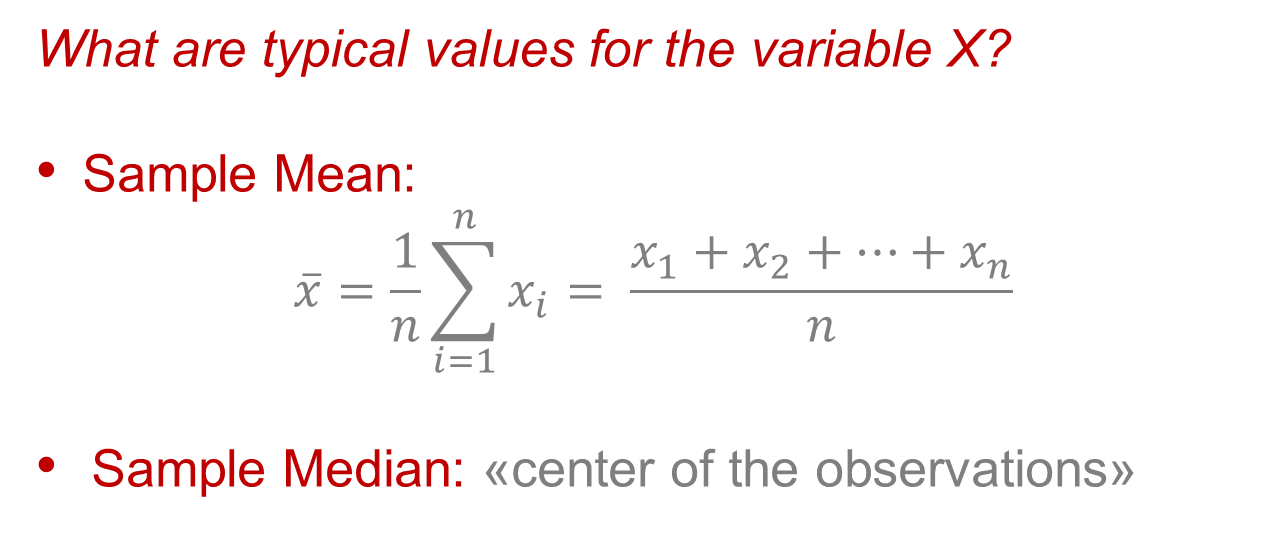 What are typical values for the variable X?
• Sample Mean:
x̄ = 1/n ∑_{i=1}^{n} x_i = (x_1 + x_2 + ⋯ + x_n)/n
• Sample Median: «center of the observations»